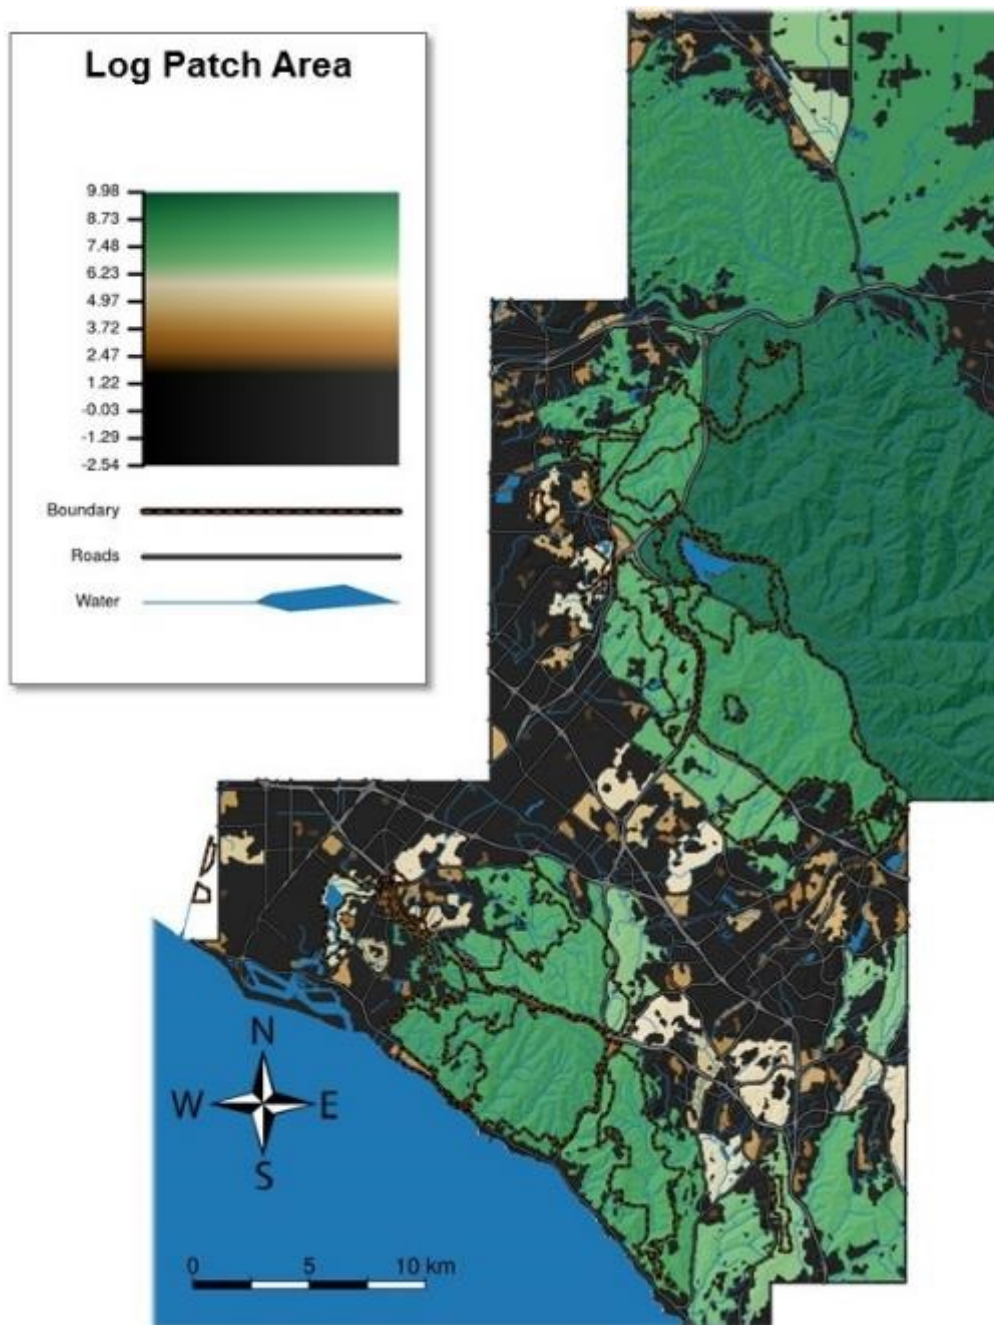 Log Patch Area
9.98
8.73
7.48
6.23
4.97
3.72
2.47
1.22
-0.03
-1.29
-2.54
Boundary
Roads
Water
N
W E
S
0 5 10 km